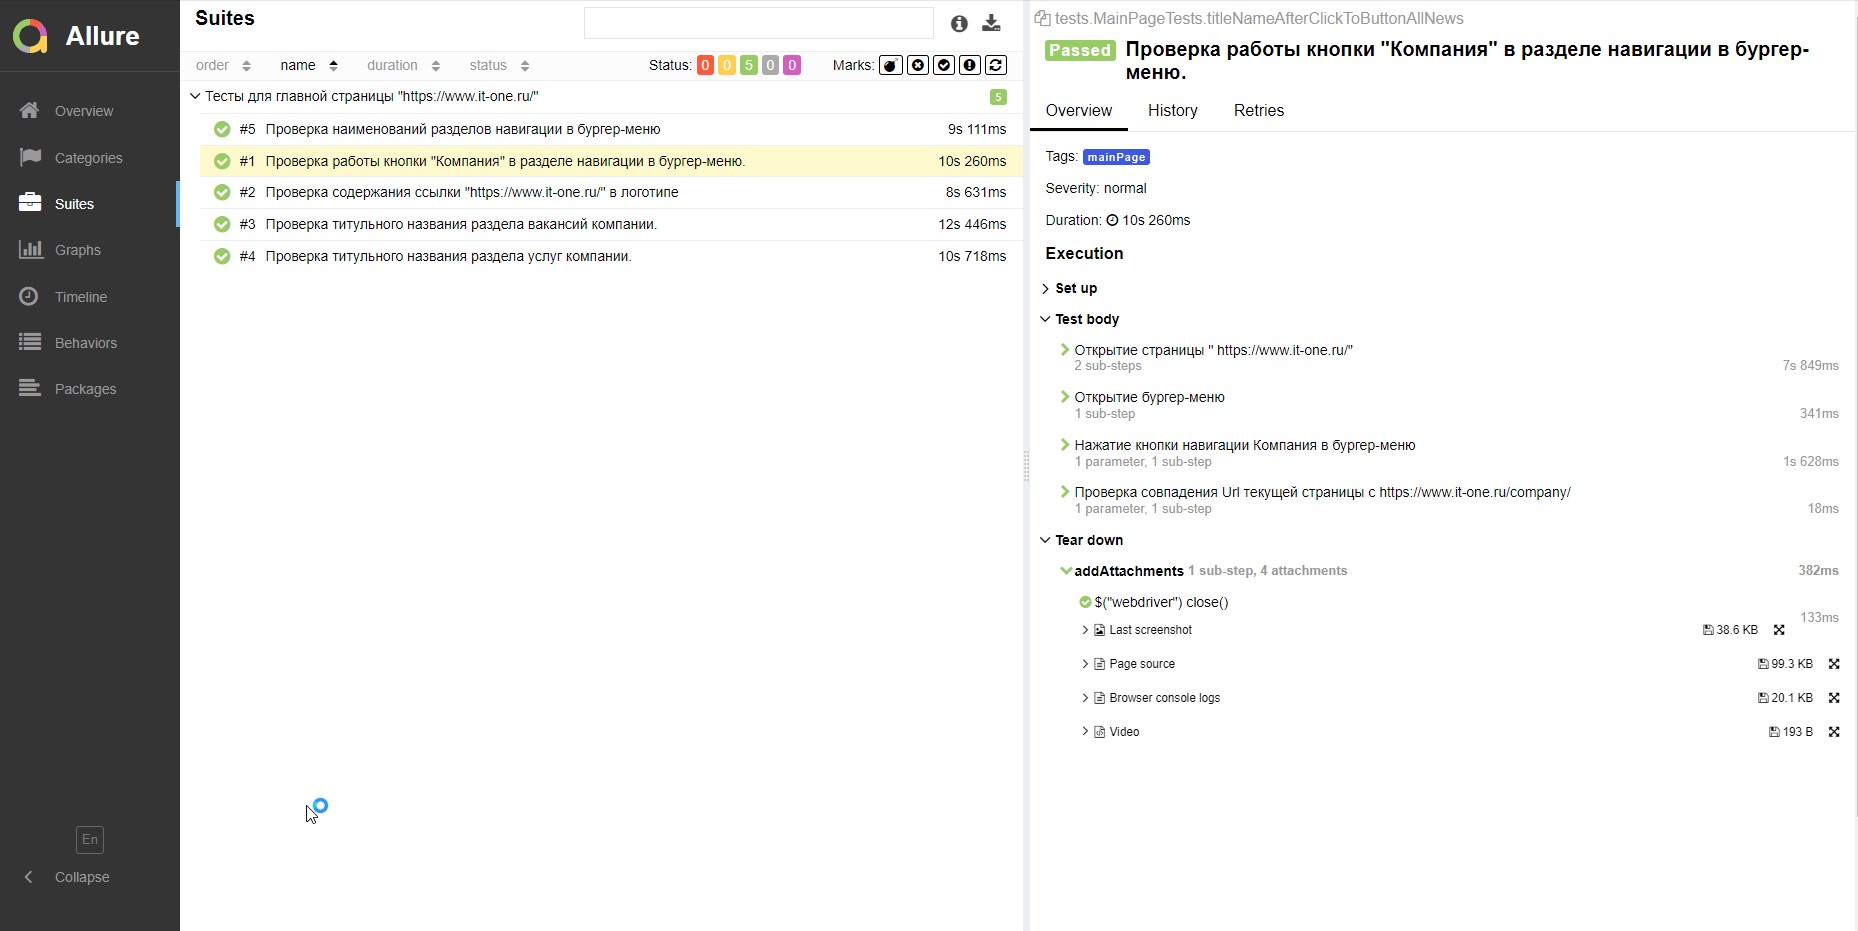 Allure
Overview
Categories
Suites
Graphs
Timeline
Behaviors
Packages
En
Collapse
Suites
order name duration status Status: 0 0 5 0 0 Marks:
Тесты для главной страницы "https://www.it-one.ru/" 5
#5 Проверка наименований разделов навигации в бургер-меню 9s 111ms
#1 Проверка работы кнопки "Компания" в разделе навигации в бургер-меню. 10s 260ms
#2 Проверка содержания ссылки "https://www.it-one.ru/" в логотипе 8s 631ms
#3 Проверка титульного названия раздела вакансий компании. 12s 446ms
#4 Проверка титульного названия раздела услуг компании. 10s 718ms
tests.MainPageTests.titleNameAfterClickToButtonAllNews
Passed Проверка работы кнопки "Компания" в разделе навигации в бургер-
меню.
Overview History Retries
Tags: mainPage
Severity: normal
Duration: 10s 260ms
Execution
Set up
Test body
Открытие страницы " https://www.it-one.ru/"
2 sub-steps 7s 849ms
Открытие бургер-меню
1 sub-step 341ms
Нажатие кнопки навигации Компания в бургер-меню
1 parameter, 1 sub-step 1s 628ms
Проверка совпадения Url текущей страницы с https://www.it-one.ru/company/
1 parameter, 1 sub-step 18ms
Tear down
addAttachments 1 sub-step, 4 attachments 382ms
$("webdriver") close()
133ms
Last screenshot 38.6 KB
Page source 99.3 KB
Browser console logs 20.1 KB
Video 193 B